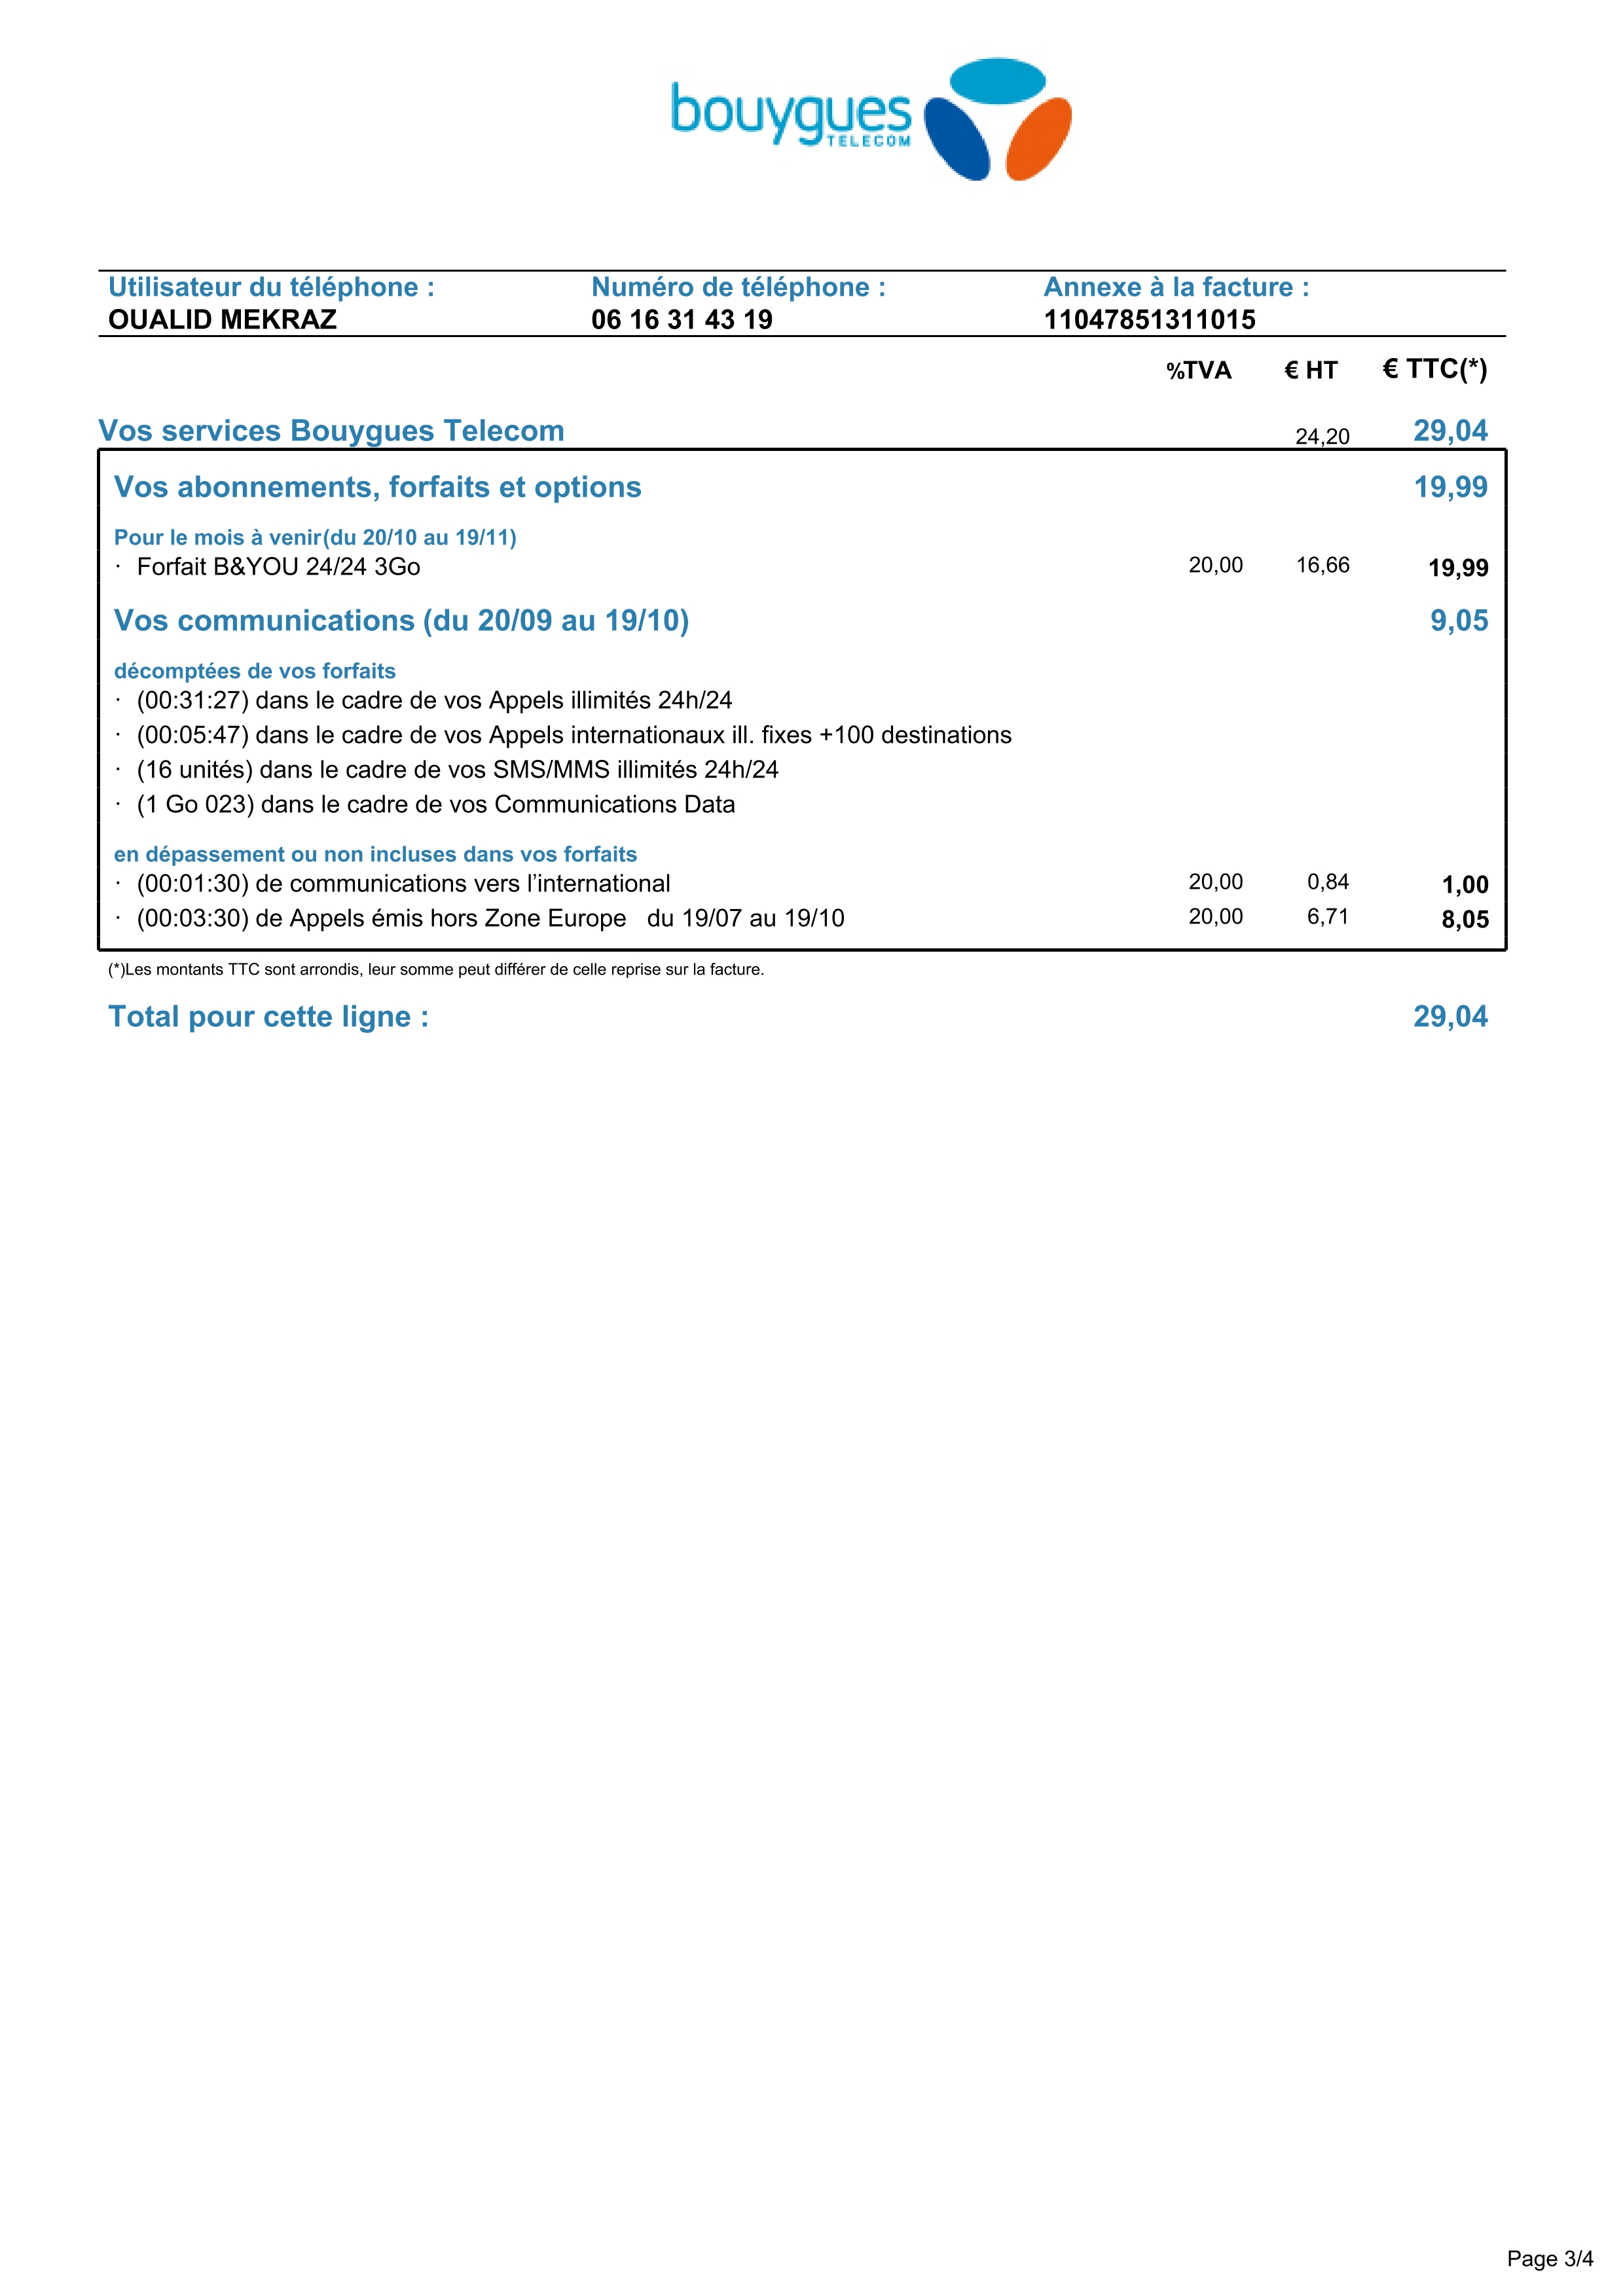 bouygues
TELECOM
Utilisateur du téléphone : Numéro de téléphone : Annexe à la facture :
OUALID MEKRAZ 06 16 31 43 19 11047851311015
%TVA € HT € TTC(*)
Vos services Bouygues Telecom 24,20 29,04
Vos abonnements, forfaits et options 19,99
Pour le mois à venir(du 20/10 au 19/11)
· Forfait B&YOU 24/24 3Go 20,00 16,66 19,99
Vos communications (du 20/09 au 19/10) 9,05
décomptées de vos forfaits
· (00:31:27) dans le cadre de vos Appels illimités 24h/24
· (00:05:47) dans le cadre de vos Appels internationaux ill. fixes +100 destinations
· (16 unités) dans le cadre de vos SMS/MMS illimités 24h/24
· (1 Go 023) dans le cadre de vos Communications Data
en dépassement ou non incluses dans vos forfaits
· (00:01:30) de communications vers l’international 20,00 0,84 1,00
· (00:03:30) de Appels émis hors Zone Europe du 19/07 au 19/10 20,00 6,71 8,05
(*)Les montants TTC sont arrondis, leur somme peut différer de celle reprise sur la facture.
Total pour cette ligne : 29,04
Page 3/4